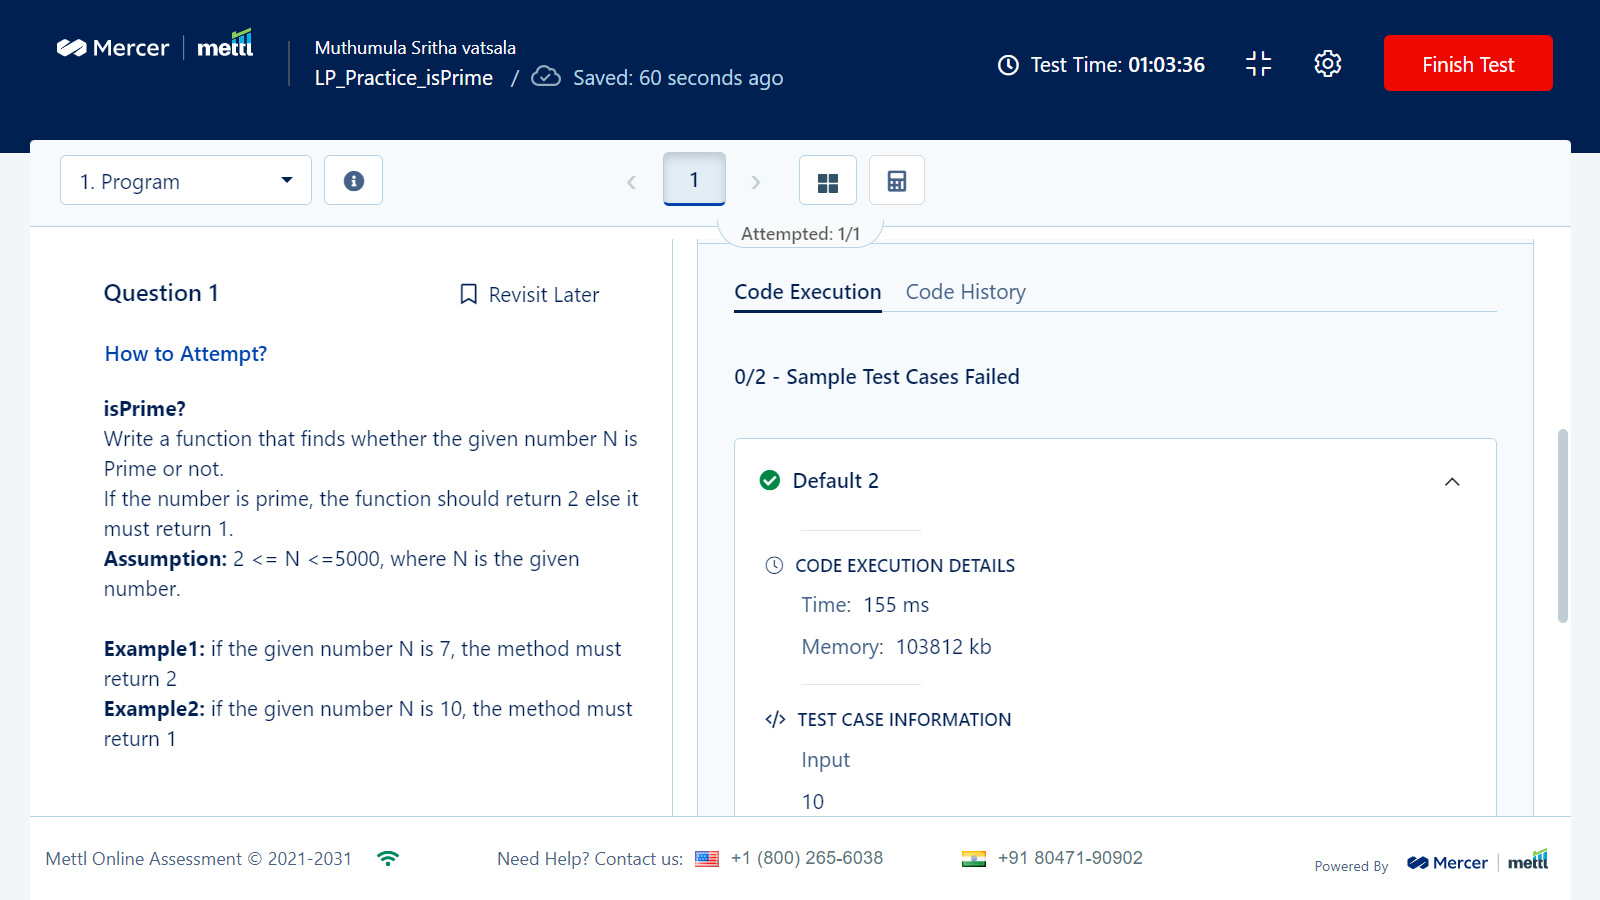 Mercer mettl
Muthumula Sritha vatsala
LP_Practice_isPrime / Saved: 60 seconds ago
Test Time: 01:03:36
Finish Test
1. Program
1
Attempted: 1/1
Question 1
Revisit Later
How to Attempt?
isPrime?
Write a function that finds whether the given number N is
Prime or not.
If the number is prime, the function should return 2 else it
must return 1.
Assumption: 2 <= N <=5000, where N is the given
number.
Example1: if the given number N is 7, the method must
return 2
Example2: if the given number N is 10, the method must
return 1
Code Execution Code History
0/2 - Sample Test Cases Failed
Default 2
CODE EXECUTION DETAILS
Time: 155 ms
Memory: 103812 kb
</> TEST CASE INFORMATION
Input
10
Mettl Online Assessment © 2021-2031
Need Help? Contact us: +1 (800) 265-6038
+91 80471-90902
Powered By Mercer mettl